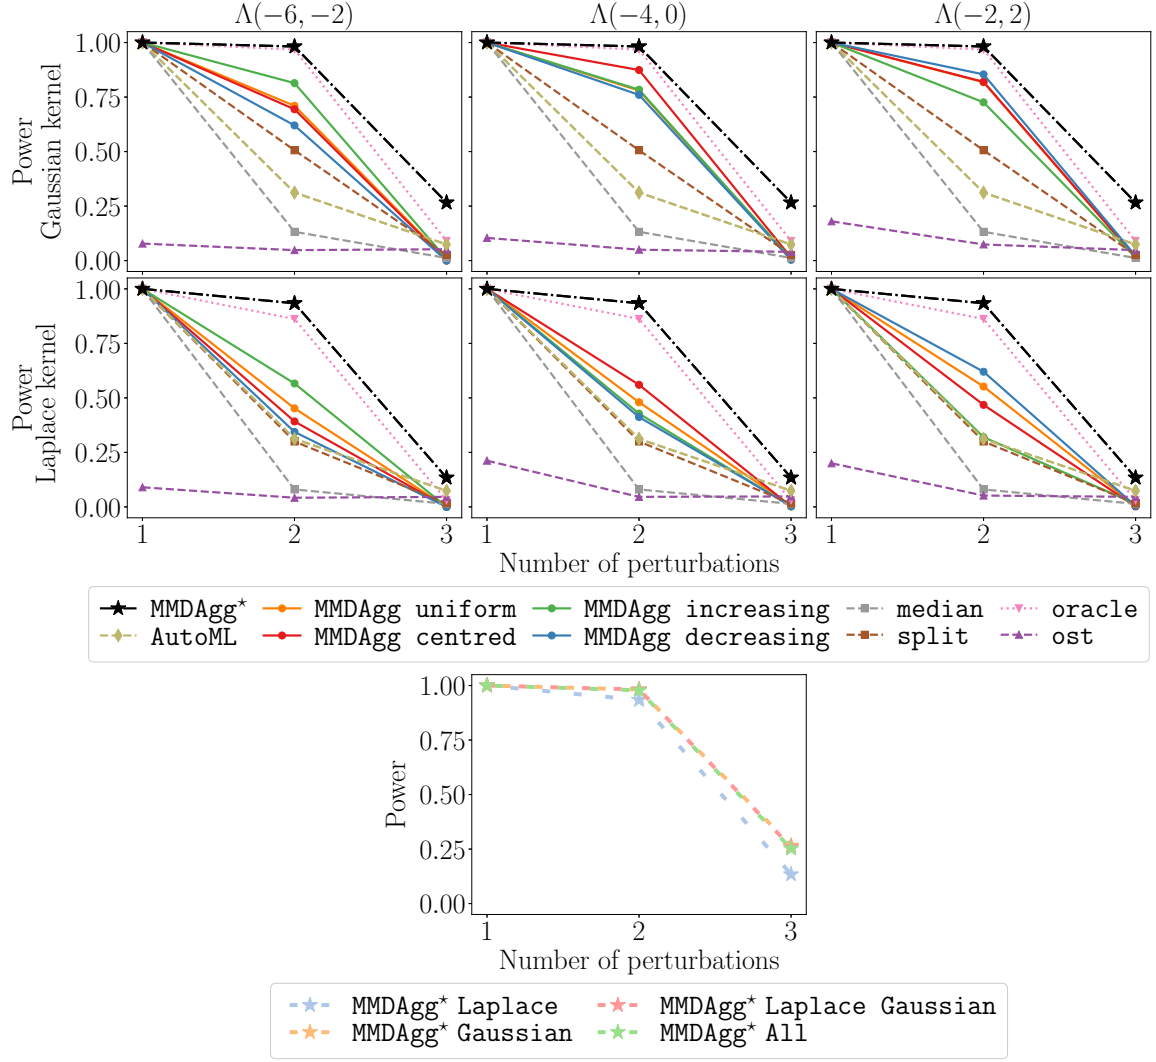 Λ(−6, −2) Λ(−4, 0) Λ(−2, 2)
Power
Gaussian kernel
1.00
0.75
0.50
0.25
0.00
Power
Laplace kernel
1.00
0.75
0.50
0.25
0.00
1 2 3 1 2 3 1 2 3
Number of perturbations
MMDAgg⋆ MMDAgg uniform MMDAgg increasing median oracle
AutoML MMDAgg centred MMDAgg decreasing split ost
Power
1.00
0.75
0.50
0.25
0.00
1 2 3
Number of perturbations
MMDAgg⋆ Laplace MMDAgg⋆ Laplace Gaussian
MMDAgg⋆ Gaussian MMDAgg⋆ All